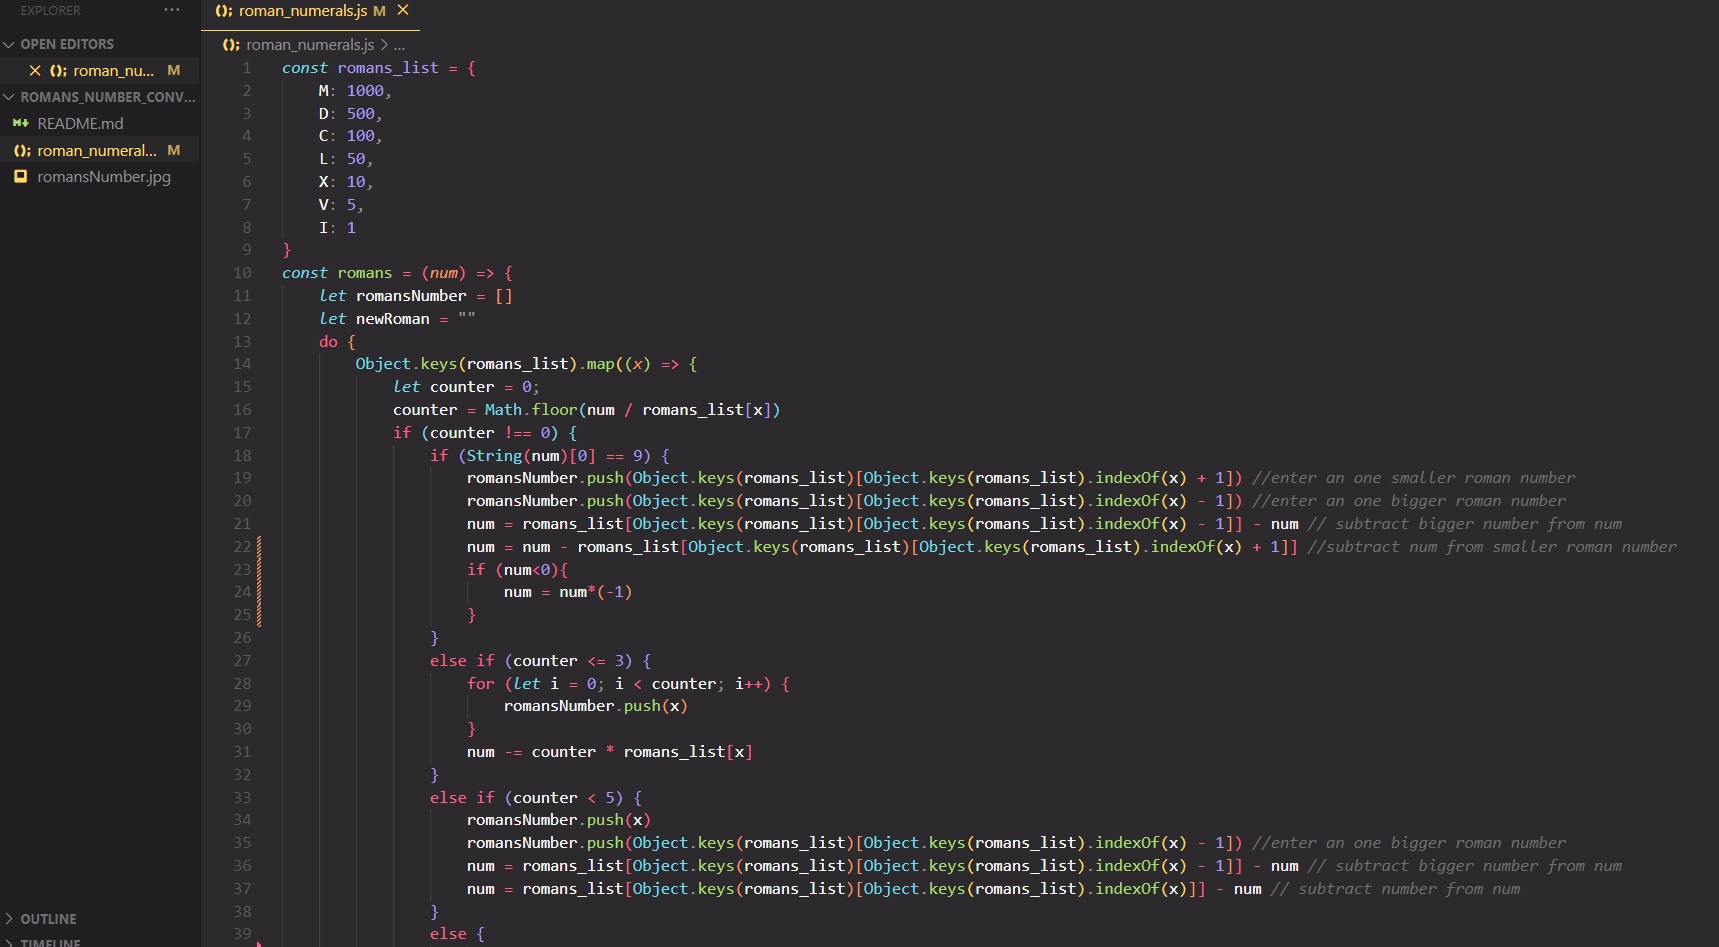 EXPLORER ...
OPEN EDITORS
roman_nu... M
ROMANS_NUMBER_CONV...
README.md
roman_numeral... M
romansNumber.jpg
OUTLINE
TIMELINE
roman_numerals.js M
roman_numerals.js > ...
1 const romans_list = {
2 M: 1000,
3 D: 500,
4 C: 100,
5 L: 50,
6 X: 10,
7 V: 5,
8 I: 1
9 }
10 const romans = (num) => {
11 let romansNumber = []
12 let newRoman = ""
13 do {
14 Object.keys(romans_list).map((x) => {
15 let counter = 0;
16 counter = Math.floor(num / romans_list[x])
17 if (counter !== 0) {
18 if (String(num)[0] == 9) {
19 romansNumber.push(Object.keys(romans_list)[Object.keys(romans_list).indexOf(x) + 1]) //enter an one smaller roman number
20 romansNumber.push(Object.keys(romans_list)[Object.keys(romans_list).indexOf(x) - 1]) //enter an one bigger roman number
21 num = romans_list[Object.keys(romans_list)[Object.keys(romans_list).indexOf(x) - 1]] - num // subtract bigger number from num
22 num = num - romans_list[Object.keys(romans_list)[Object.keys(romans_list).indexOf(x) + 1]] //subtract num from smaller roman number
23 if (num<0){
24 num = num*(-1)
25 }
26 }
27 else if (counter <= 3) {
28 for (let i = 0; i < counter; i++) {
29 romansNumber.push(x)
30 }
31 num -= counter * romans_list[x]
32 }
33 else if (counter < 5) {
34 romansNumber.push(x)
35 romansNumber.push(Object.keys(romans_list)[Object.keys(romans_list).indexOf(x) - 1]) //enter an one bigger roman number
36 num = romans_list[Object.keys(romans_list)[Object.keys(romans_list).indexOf(x) - 1]] - num // subtract bigger number from num
37 num = romans_list[Object.keys(romans_list)[Object.keys(romans_list).indexOf(x)]] - num // subtract number from num
38 }
39 else {